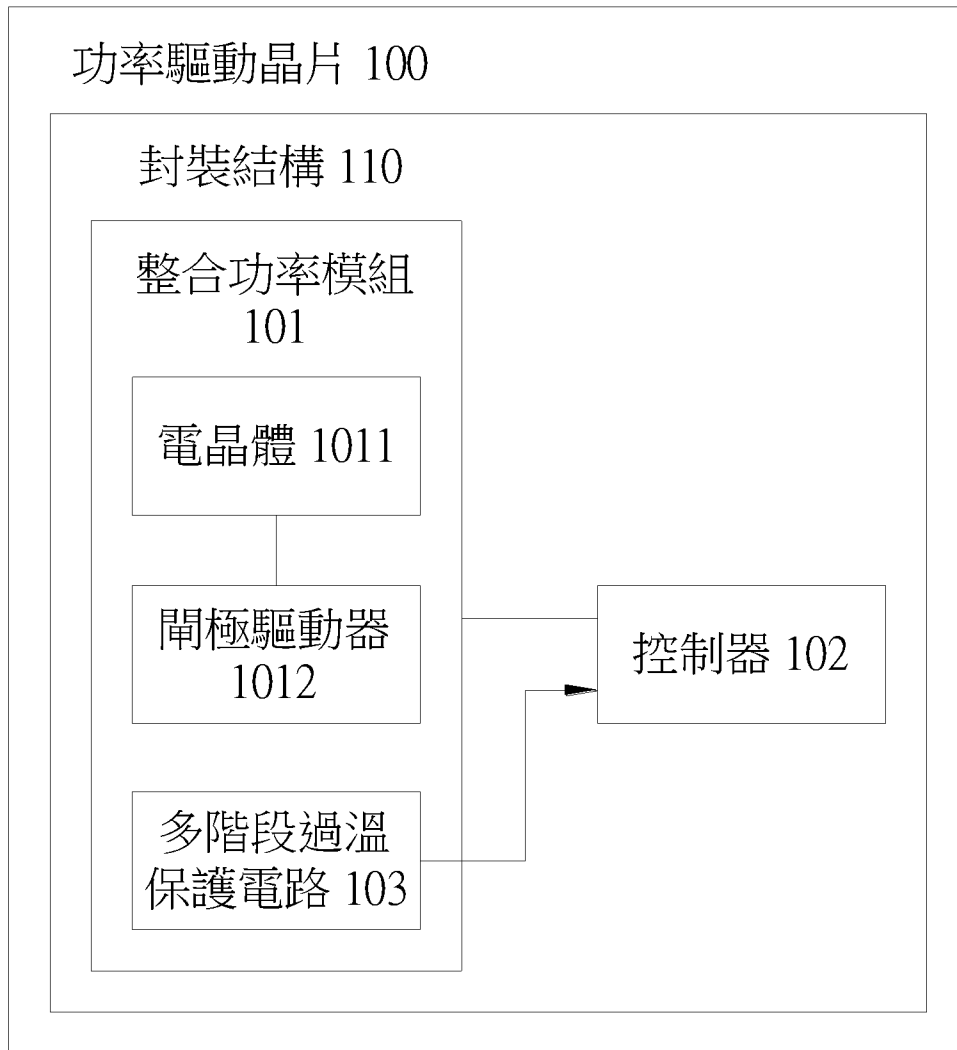 功率驅動晶片 100
封裝結構 110
整合功率模組
101
電晶體 1011
閘極驅動器
1012
控制器 102
多階段過溫
保護電路 103